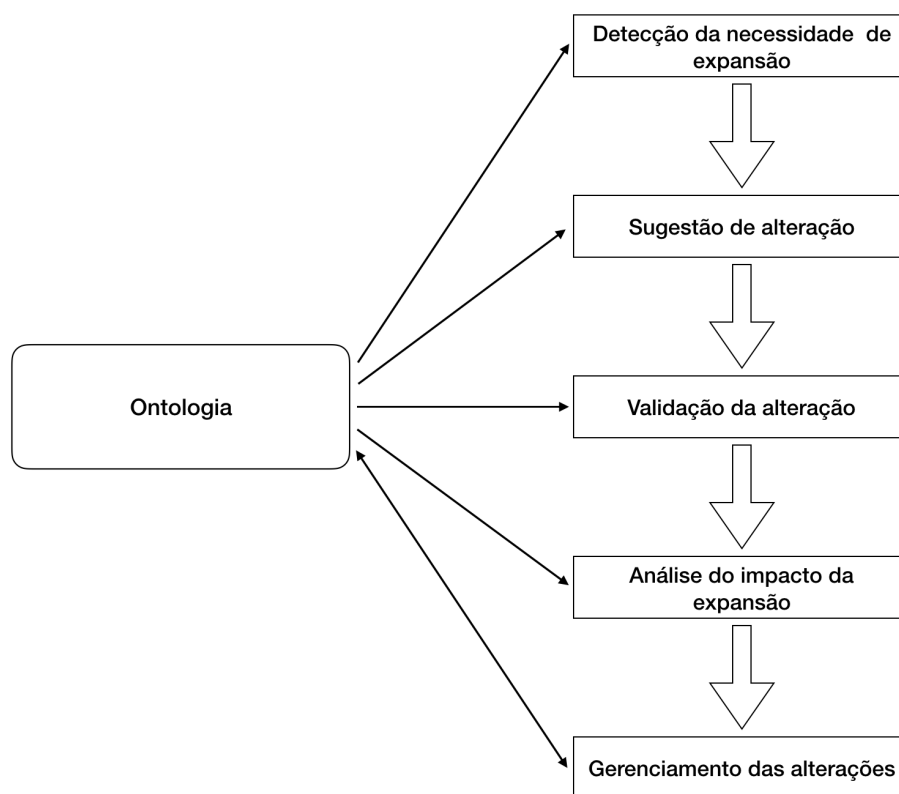 Detecção da necessidade de
expansão
Sugestão de alteração
Ontologia
Validação da alteração
Análise do impacto da
expansão
Gerenciamento das alterações